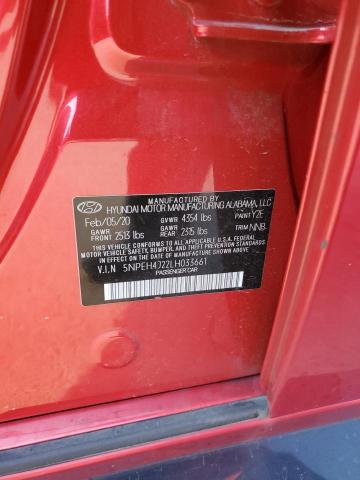 MANUFACTURED BY
HYUNDAI MOTOR MANUFACTURING ALABAMA, LLC
Feb/05/20 GVWR 4354 lbs PAINT Y2E
GAWR FRONT 2513 lbs GAWR REAR 2315 lbs TRIM NNB
THIS VEHICLE CONFORMS TO ALL APPLICABLE U.S.A. FEDERAL
MOTOR VEHICLE SAFETY, BUMPER, AND THEFT PREVENTION
STANDARDS IN EFFECT ON THE DATE OF MANUFACTURE SHOWN ABOVE.
V.I.N 5NPEH4J22LH033661
PASSENGER CAR